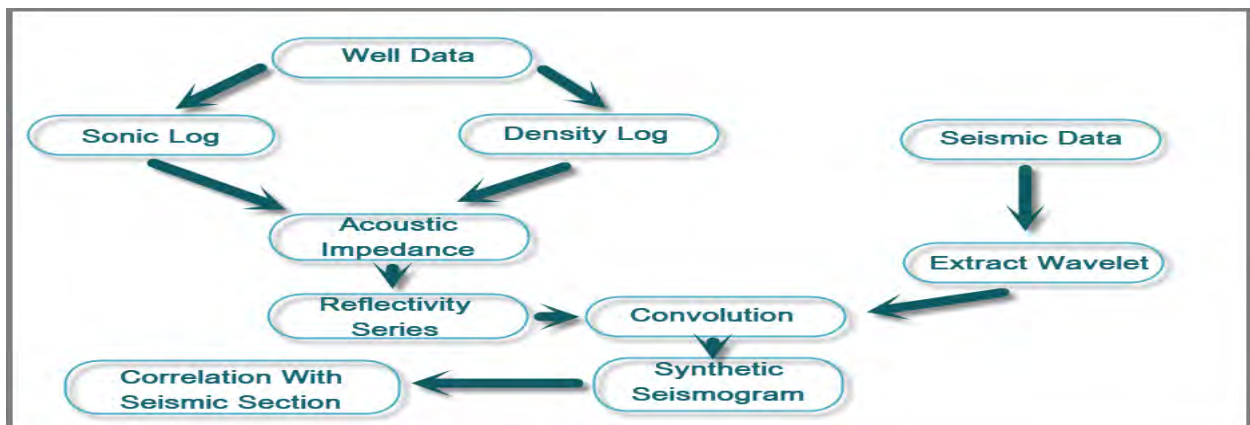 Well Data
Sonic Log
Density Log
Seismic Data
Acoustic
Impedance
Extract Wavelet
Reflectivity
Series
Convolution
Synthetic
Seismogram
Correlation With
Seismic Section